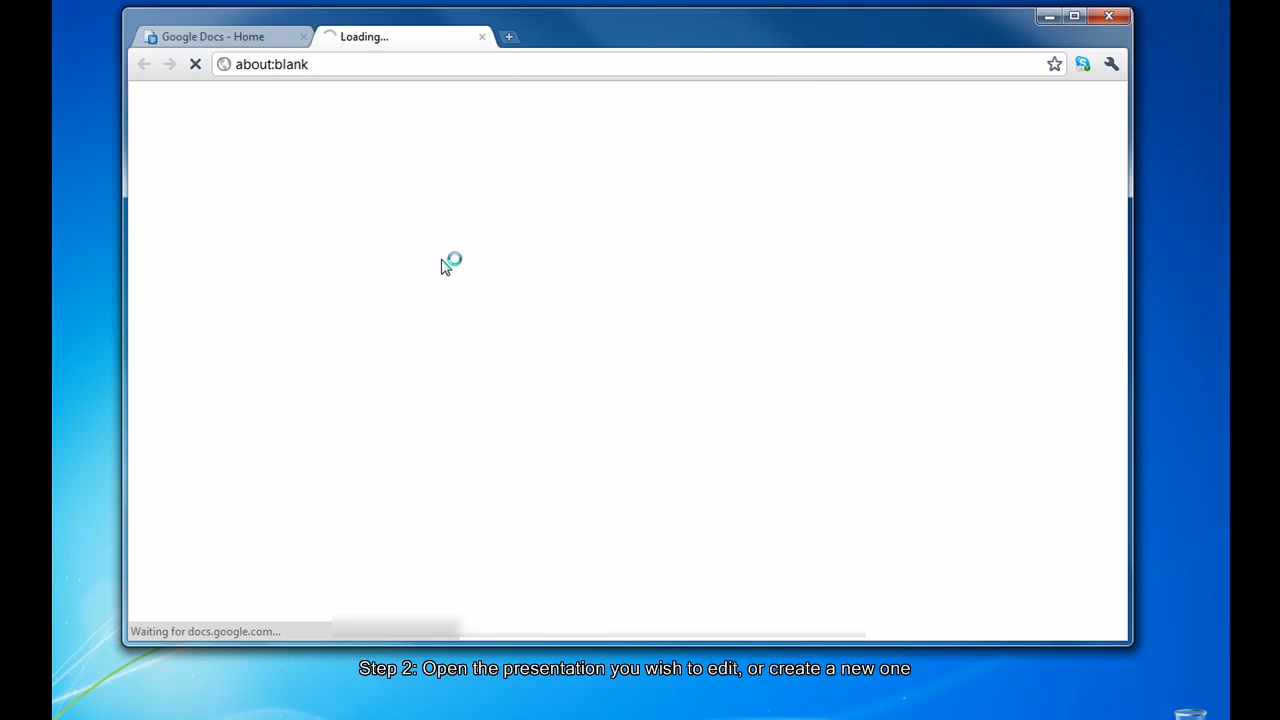 Google Docs - Home
Loading...
about:blank
Waiting for docs.google.com...
Step 2: Open the presentation you wish to edit, or create a new one